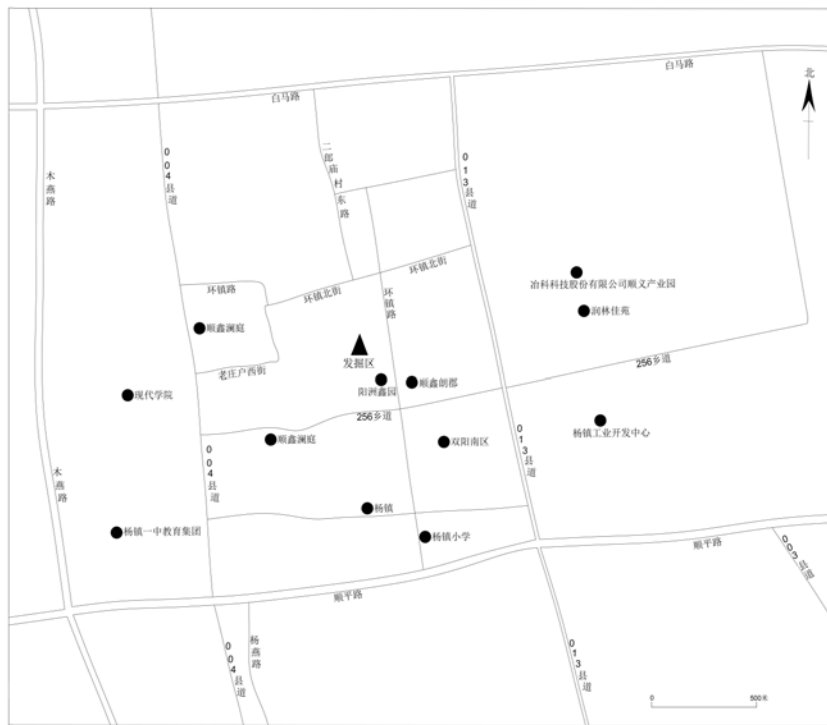 白马路
北
白马路
二郎庙村东路
004县道
013县道
木燕路
环镇北街
冶科科技股份有限公司顺义产业园
环镇路
环镇北街
环镇路
润林佳苑
顺鑫澜庭
发掘区
256乡道
老庄户西街
阳洲鑫园
顺鑫朗郡
现代学院
256乡道
杨镇工业开发中心
顺鑫澜庭
双阳南区
013县道
004县道
木燕路
杨镇
杨镇一中教育集团
杨镇小学
顺平路
003县道
顺平路
杨燕路
004县道
013县道
0
500米